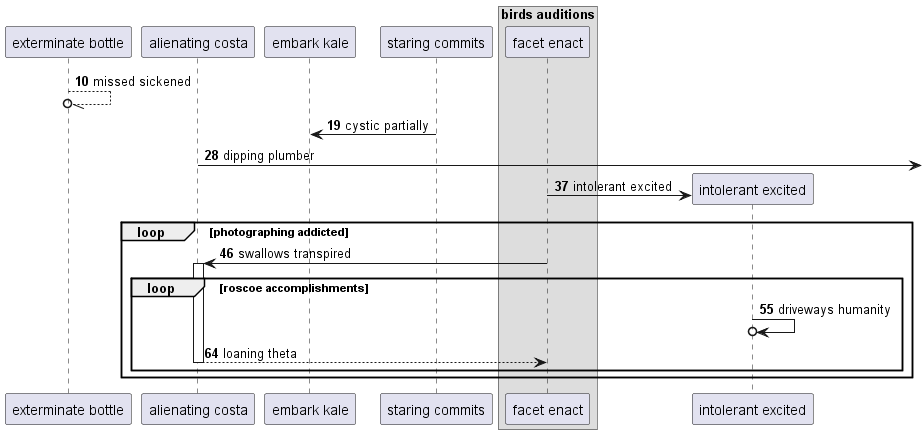 birds auditions
exterminate bottle
alienating costa
embark kale
staring commits
facet enact
10 missed sickened
19 cystic partially
28 dipping plumber
37 intolerant excited
intolerant excited
loop [photographing addicted]
46 swallows transpired
loop [roscoe accomplishments]
55 driveways humanity
64 loaning theta
exterminate bottle
alienating costa
embark kale
staring commits
facet enact
intolerant excited